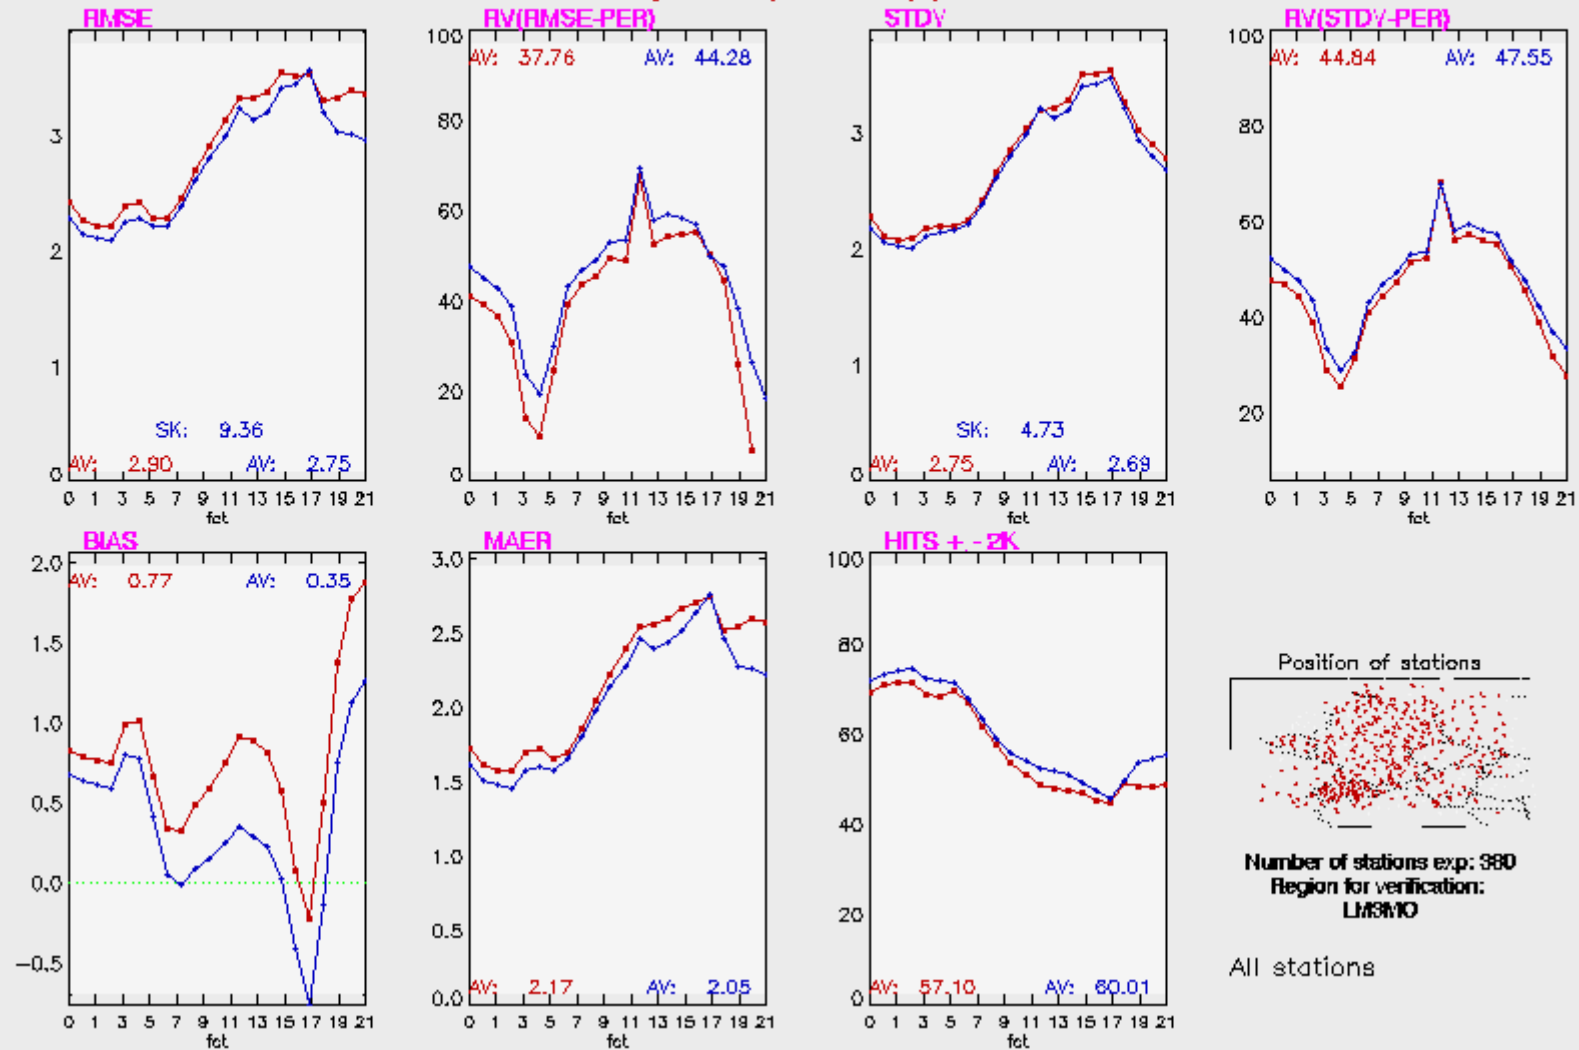 RMSE RV(RMSE-PER) STDV RV(STDV-PER)
100 100
AV: 37.76 AV: 44.28 AV: 44.84 AV: 47.55
3 80 3 80
60 60
2 40 2 40
1 20 1 20
SK: 9.36 SK: 4.73
AV: 2.90 AV: 2.75 AV: 2.75 AV: 2.69
0 0 0
0 1 3 5 7 9 11 13 15 17 19 21 0 1 3 5 7 9 11 13 15 17 19 21 0 1 3 5 7 9 11 13 15 17 19 21 0 1 3 5 7 9 11 13 15 17 19 21
fct fct fct fct
BIAS MAER HITS +,-2K
2.0 3.0 100
AV: 0.77 AV: 0.35
1.5 2.5 80
Position of stations
1.0 2.0 60
0.5 1.5 40
0.0 1.0 20
-0.5 0.5 0
0.0
Number of stations exp: 380
Region for verification:
All stations
AV: 2.17 AV: 2.05 AV: 57.10 AV: 60.01
0 1 3 5 7 9 11 13 15 17 19 21 0 1 3 5 7 9 11 13 15 17 19 21 0 1 3 5 7 9 11 13 15 17 19 21
fct fct fct